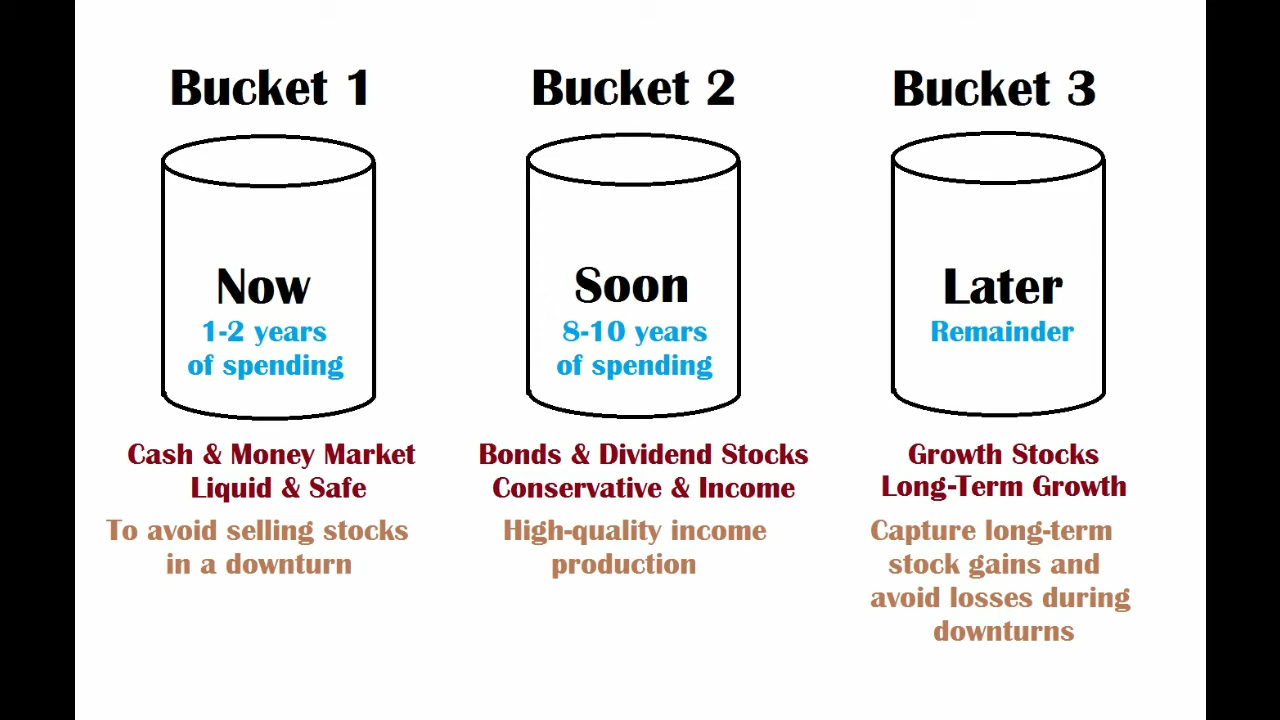 Bucket 1
Now
1-2 years
of spending
Cash & Money Market
Liquid & Safe
To avoid selling stocks
in a downturn
Bucket 2
Soon
8-10 years
of spending
Bonds & Dividend Stocks
Conservative & Income
High-quality income
production
Bucket 3
Later
Remainder
Growth Stocks
Long-Term Growth
Capture long-term
stock gains and
avoid losses during
downturns